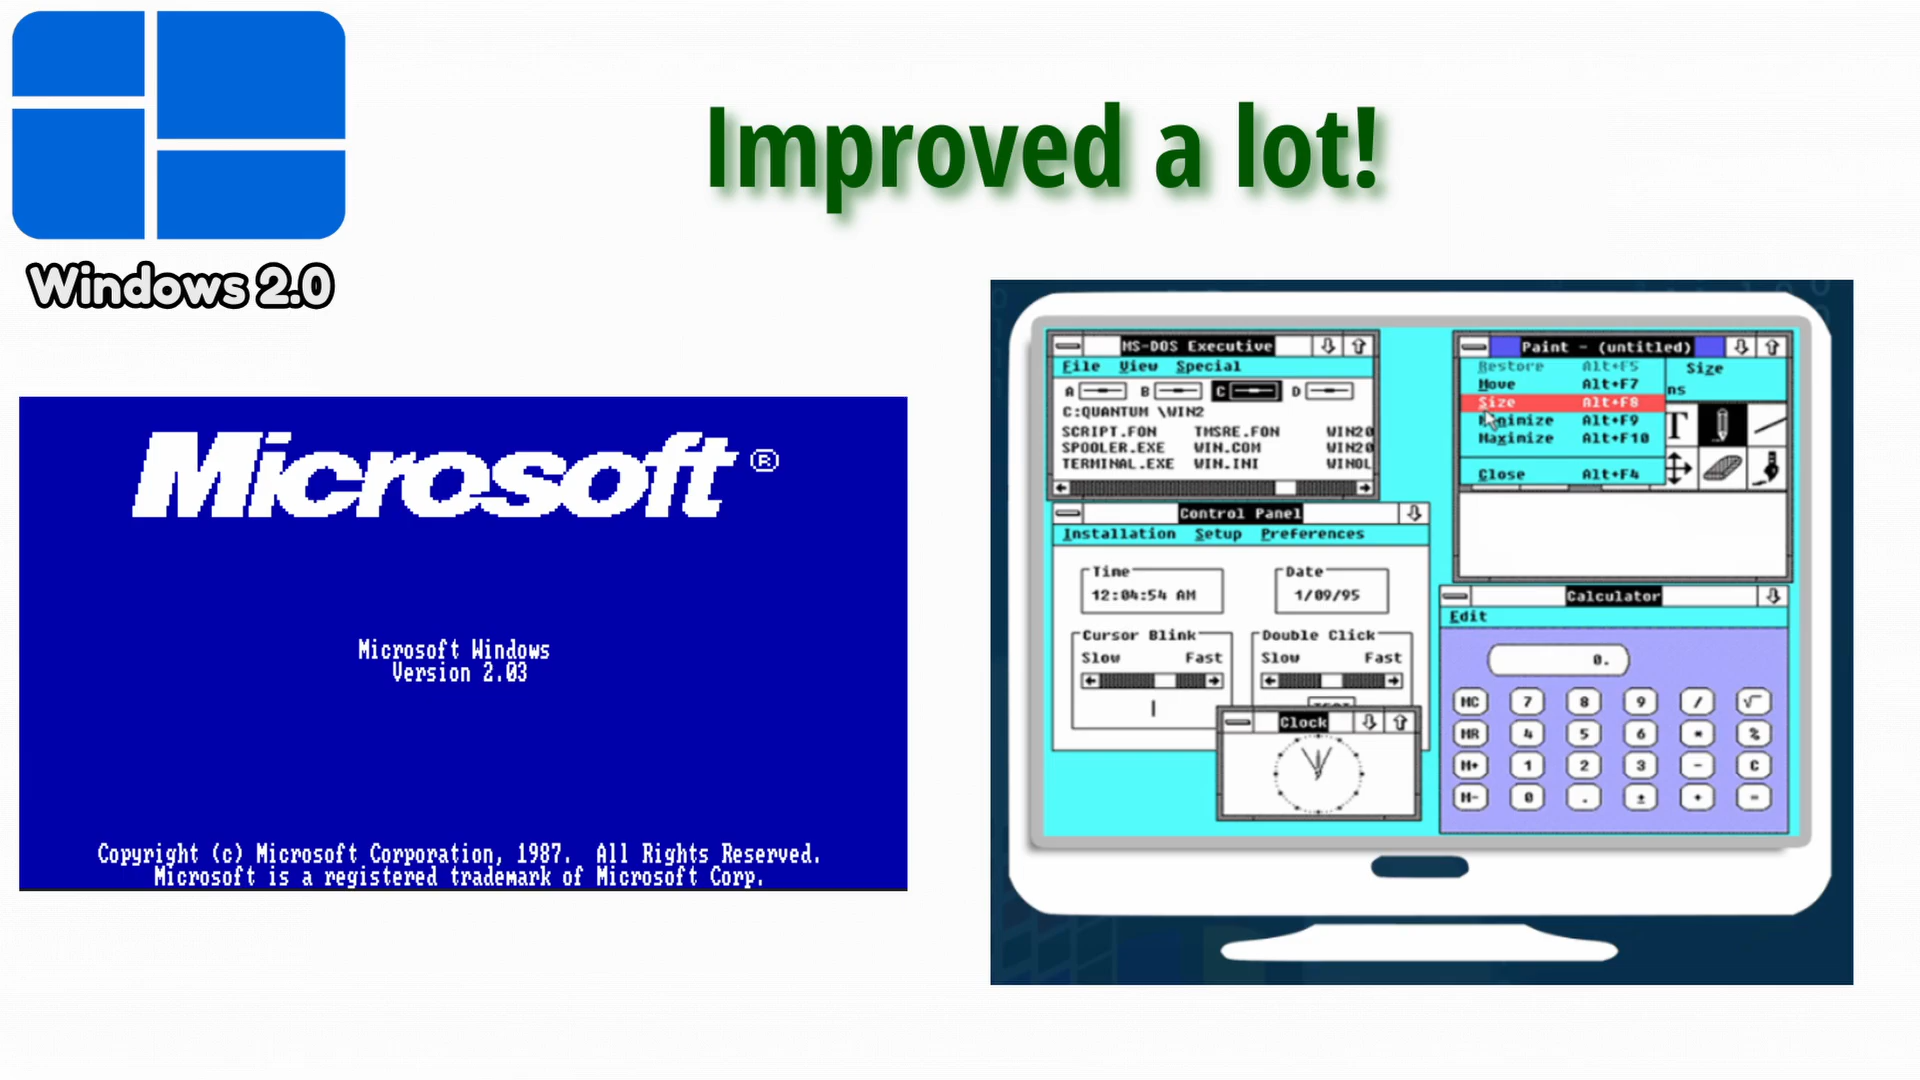 Improved a lot!
Windows 2.0
Microsoft ®
Microsoft Windows
Version 2.03
Copyright (c) Microsoft Corporation, 1987. All Rights Reserved.
Microsoft is a registered trademark of Microsoft Corp.
MS-DOS Executive
File View Special
A B C D
C:QUANTUM \WIN2
SCRIPT.FON TMSRE.FON WIN20
SPOOLER.EXE WIN.COM WIN20
TERMINAL.EXE WIN.INI WINOL
Paint - (untitled)
Restore Alt+F5
Size
Move Alt+F7
ns
Size Alt+F8
Minimize Alt+F9
T
Maximize Alt+F10
Close Alt+F4
Control Panel
Installation Setup Preferences
Time
12:04:54 AM
Date
1/09/95
Cursor Blink
Slow Fast
Double Click
Slow Fast
Clock
Calculator
Edit
0.
MC 7 8 9 / √
MR 4 5 6 * %
M+ 1 2 3 - C
M- 0 . ± + =